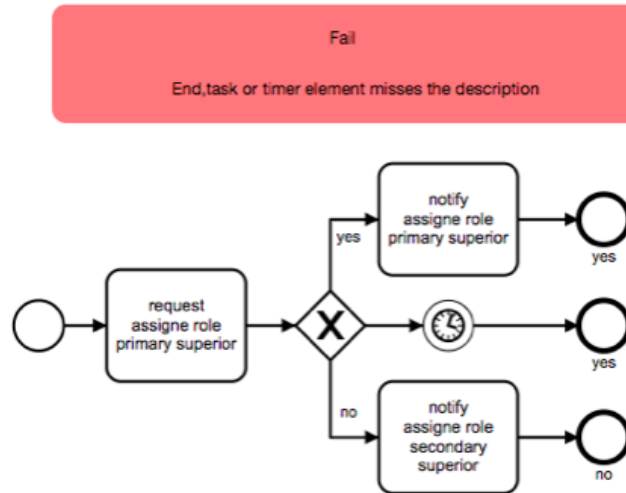 Fail
End,task or timer element misses the description
notify
assigne role
primary superior
yes
yes
request
assigne role
primary superior
yes
no
notify
assigne role
secondary
superior
no